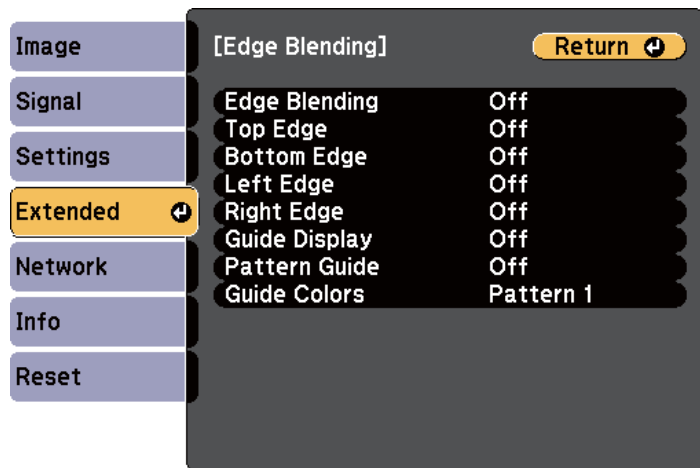 Image
Signal
Settings
Extended
Network
Info
Reset
[Edge Blending]
Return
Edge Blending Off
Top Edge Off
Bottom Edge Off
Left Edge Off
Right Edge Off
Guide Display Off
Pattern Guide Off
Guide Colors Pattern 1